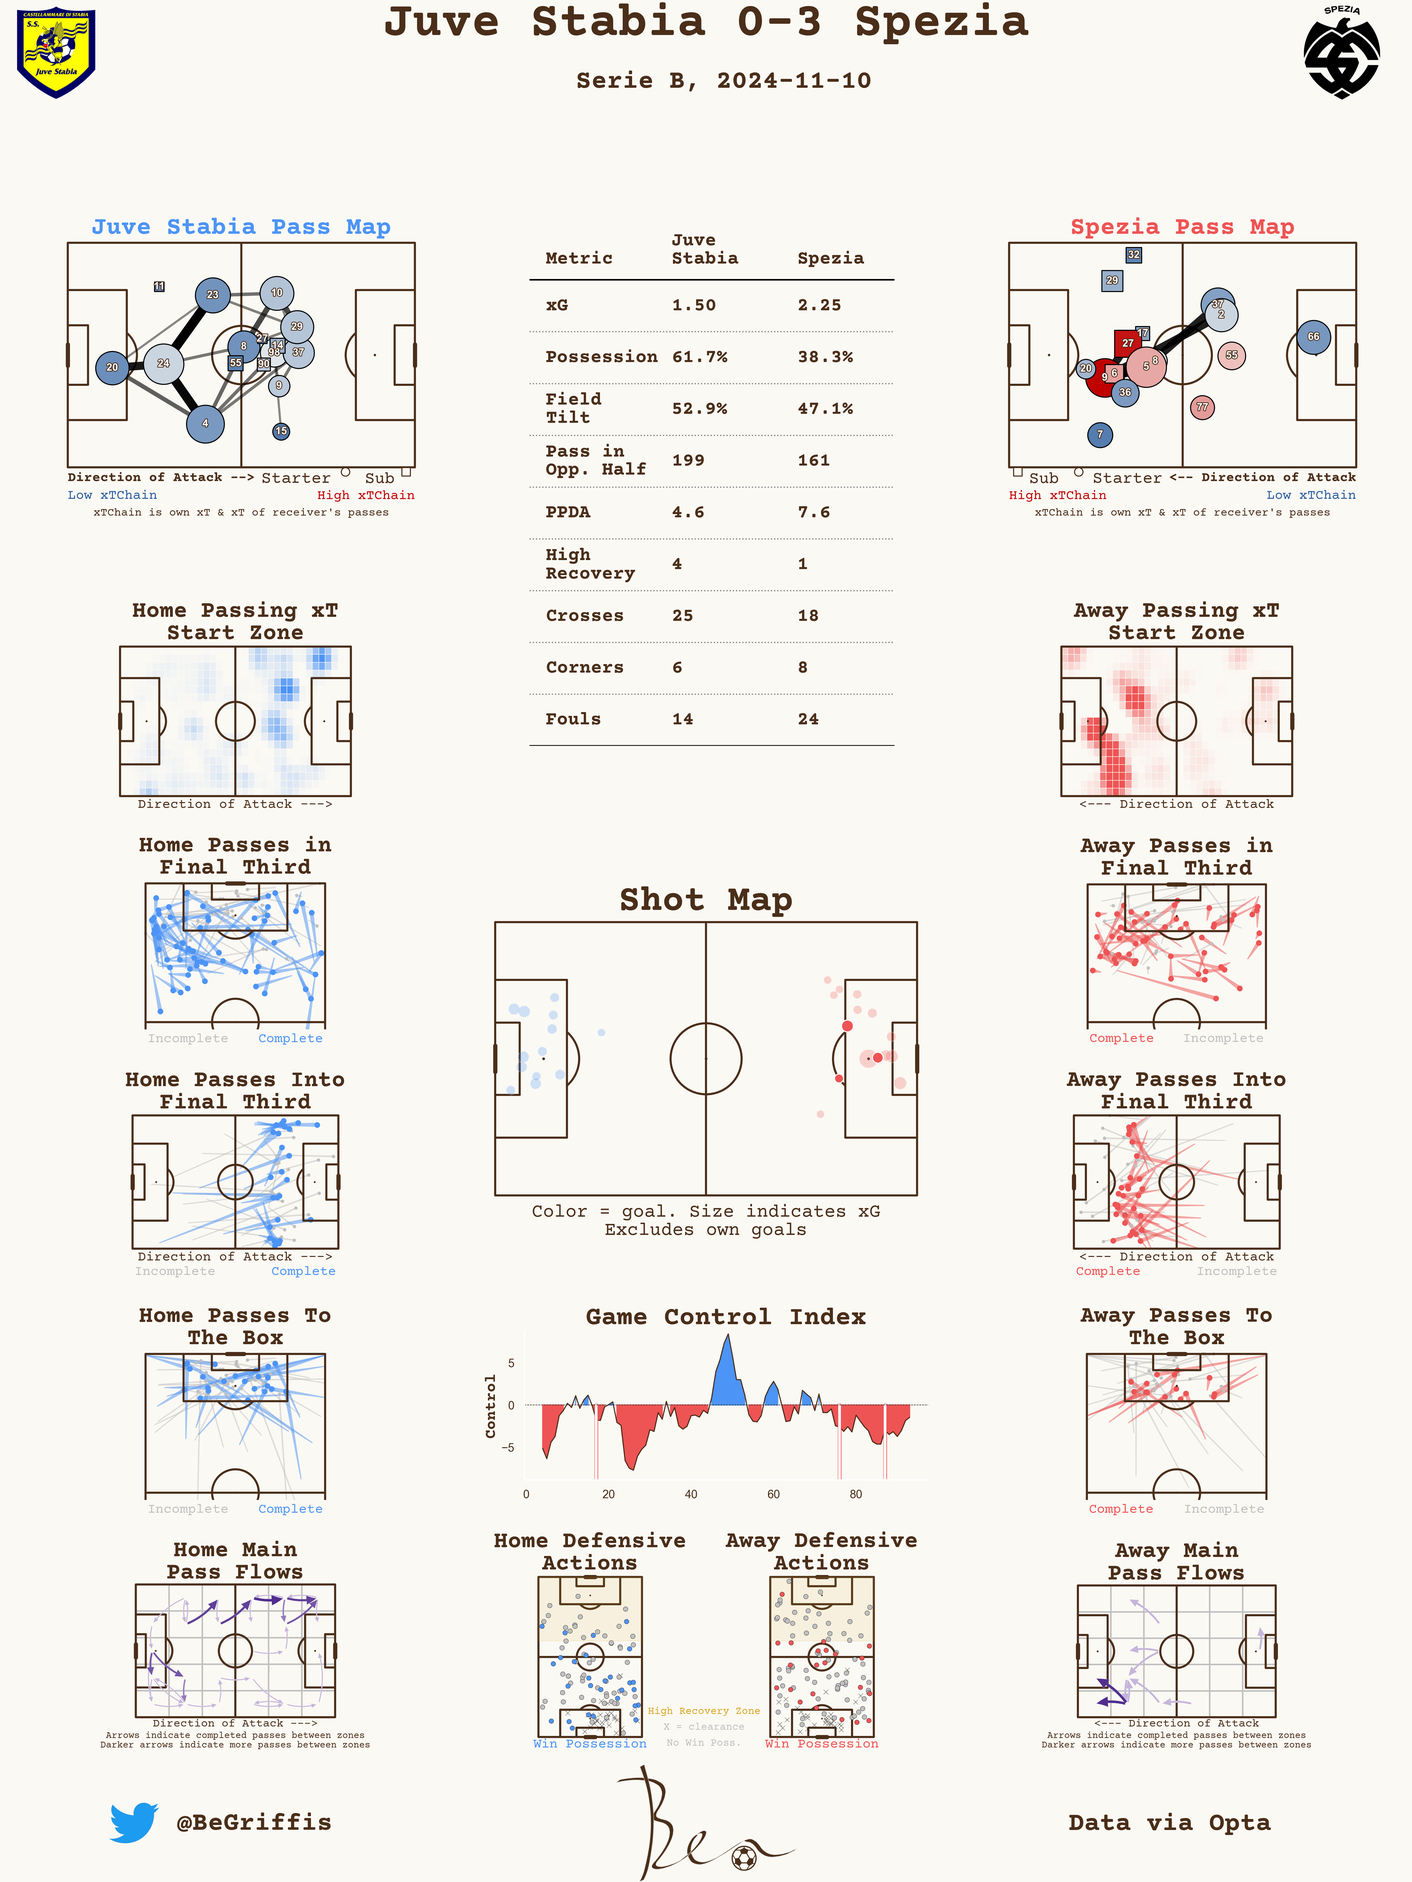 Juve Stabia 0-3 Spezia
Serie B, 2024-11-10
CASTELLAMMARE DI STABIA
S.S.
Juve Stabia
SPEZIA
Juve Stabia Pass Map
11
23
10
29
8
27
14
98
37
20
24
55
90
9
4
15
Direction of Attack --> Starter Sub
Low xTChain High xTChain
xTChain is own xT & xT of receiver's passes
Metric Juve Stabia Spezia
xG 1.50 2.25
Possession 61.7% 38.3%
Field Tilt 52.9% 47.1%
Pass in Opp. Half 199 161
PPDA 4.6 7.6
High Recovery 4 1
Crosses 25 18
Corners 6 8
Fouls 14 24
Spezia Pass Map
32
29
37
2
17
27
66
55
8
5
20
9
6
36
77
7
Sub Starter <-- Direction of Attack
High xTChain Low xTChain
xTChain is own xT & xT of receiver's passes
Home Passing xT
Start Zone
Direction of Attack --->
Away Passing xT
Start Zone
<--- Direction of Attack
Home Passes in
Final Third
Incomplete Complete
Away Passes in
Final Third
Complete Incomplete
Shot Map
Color = goal. Size indicates xG
Excludes own goals
Home Passes Into
Final Third
Direction of Attack --->
Incomplete Complete
Away Passes Into
Final Third
<--- Direction of Attack
Complete Incomplete
Home Passes To
The Box
Incomplete Complete
Game Control Index
Control
5
0
−5
0 20 40 60 80
Away Passes To
The Box
Complete Incomplete
Home Main
Pass Flows
Direction of Attack --->
Arrows indicate completed passes between zones
Darker arrows indicate more passes between zones
Home Defensive
Actions
Win Possession
Away Defensive
Actions
Win Possession
High Recovery Zone
X = clearance
No Win Poss.
Away Main
Pass Flows
<--- Direction of Attack
Arrows indicate completed passes between zones
Darker arrows indicate more passes between zones
@BeGriffis
Ben
Data via Opta